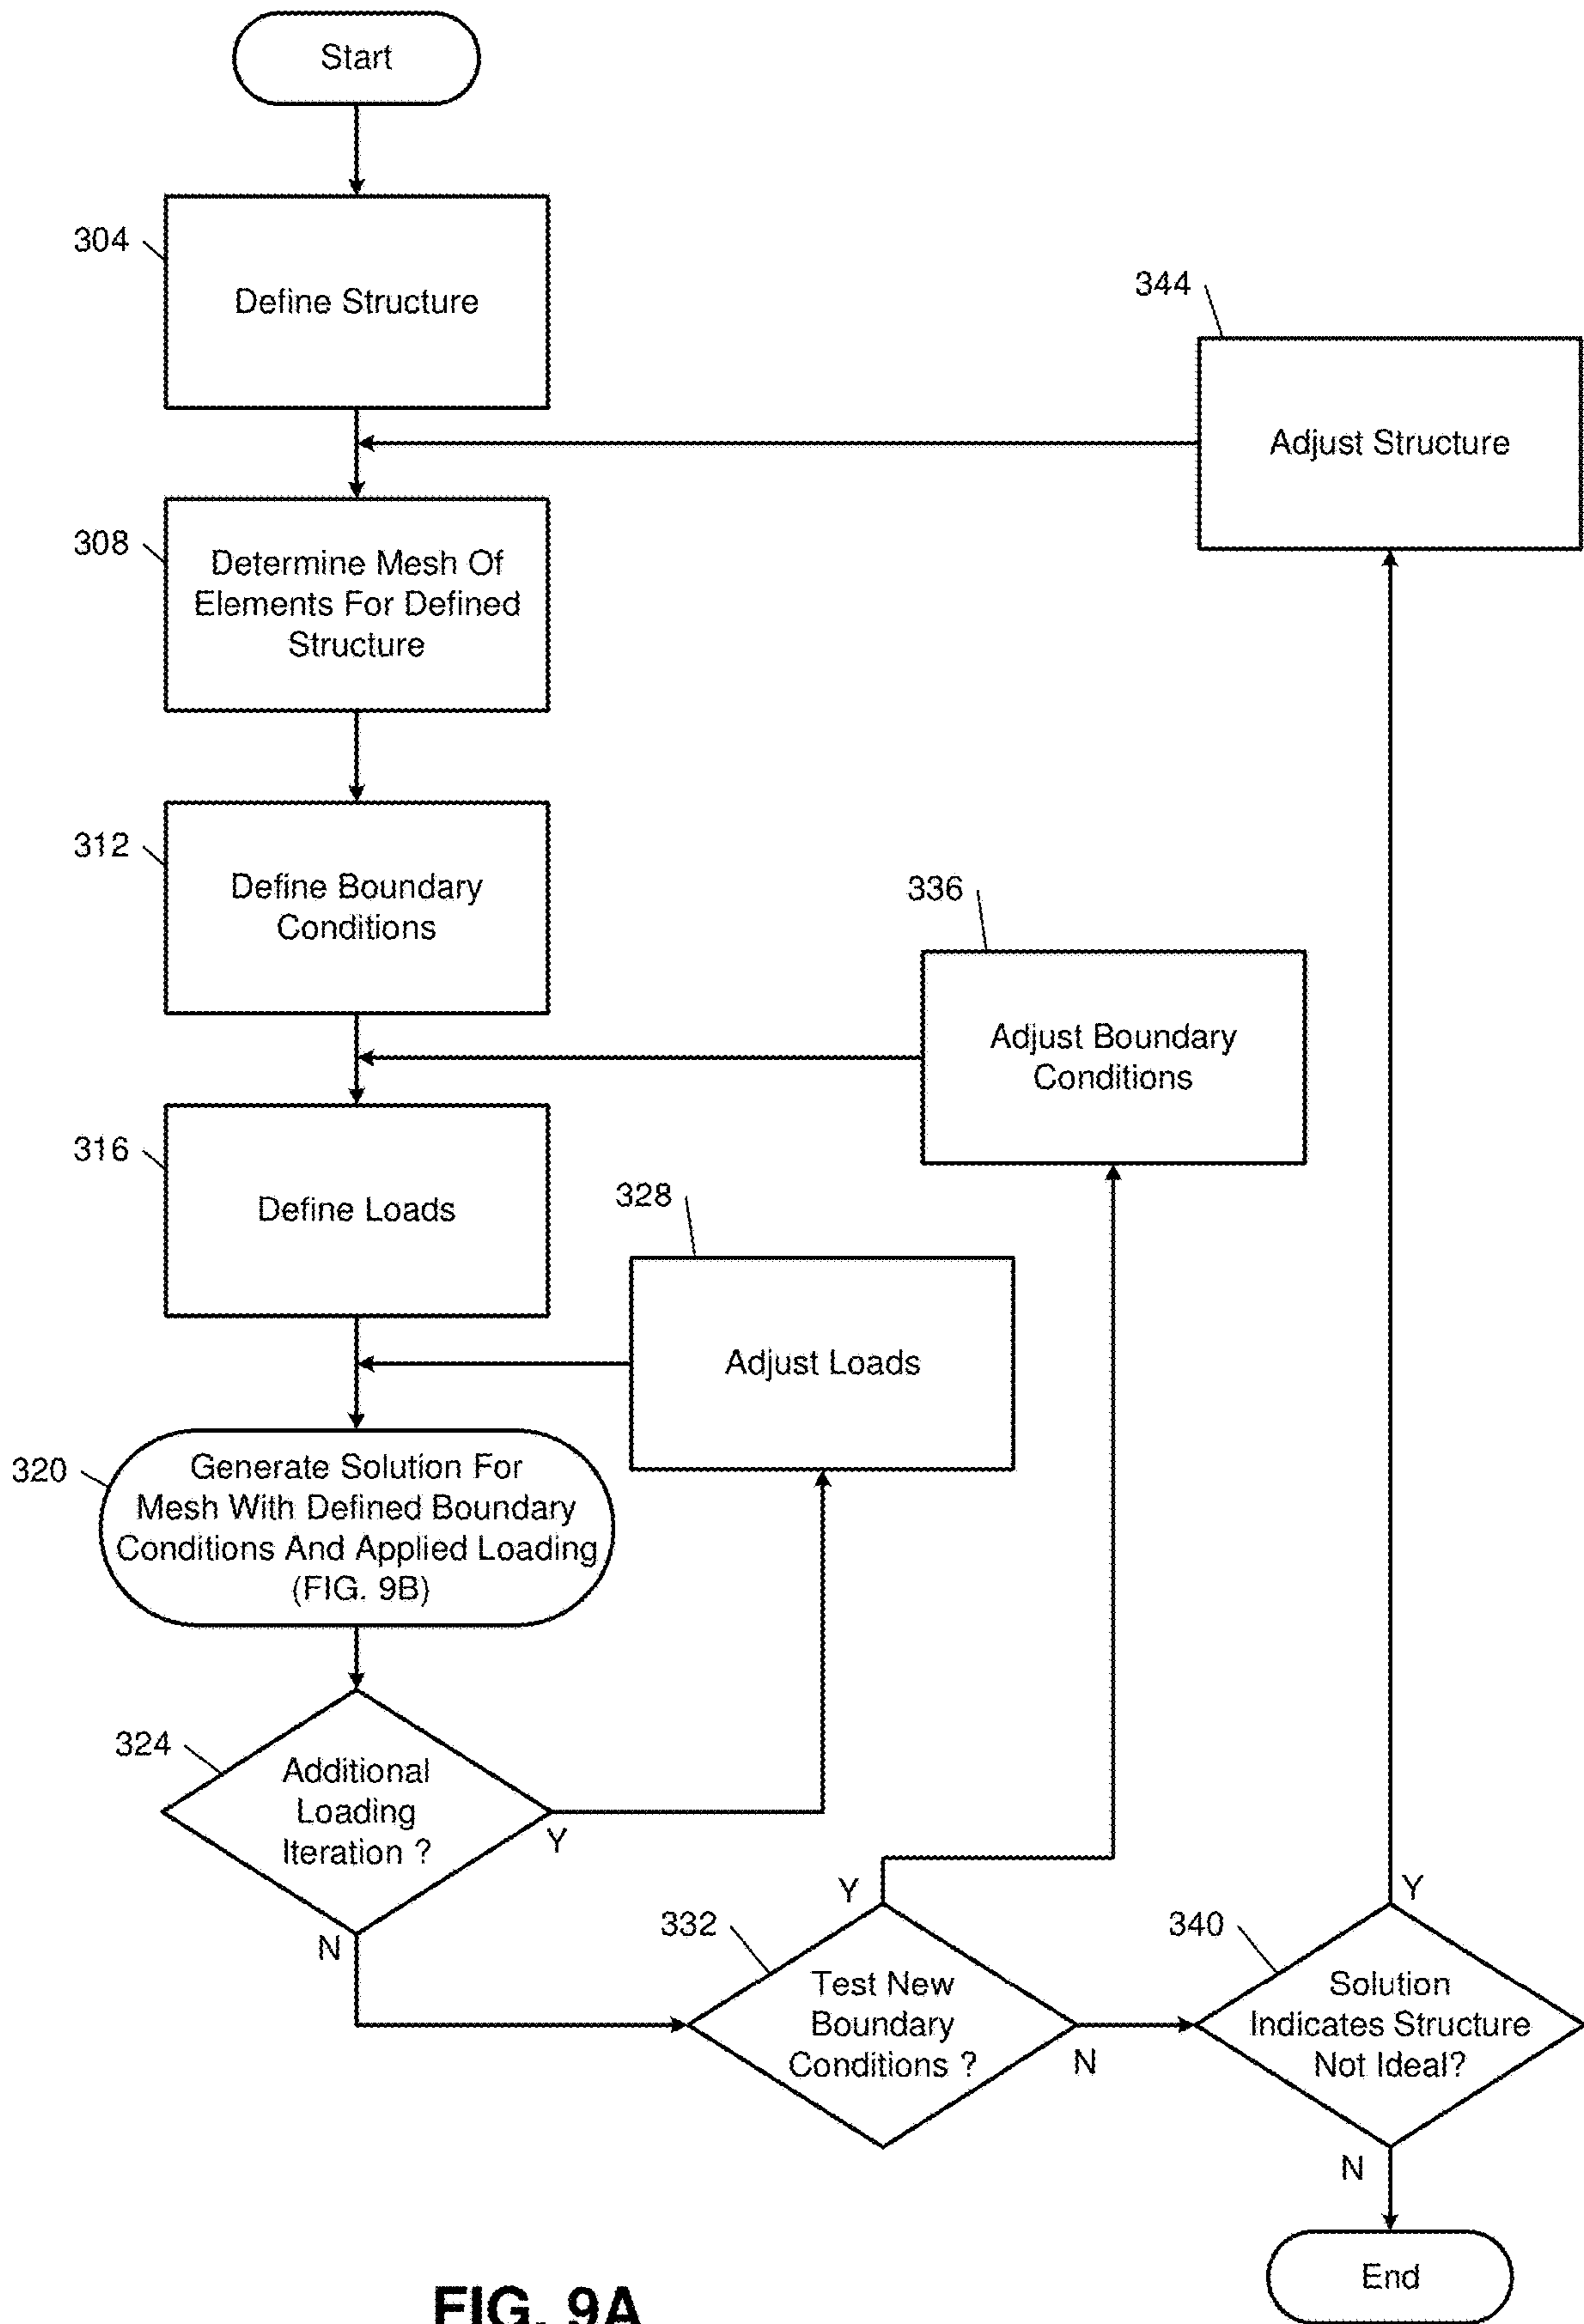 Start
304
Define Structure
344
Adjust Structure
308
Determine Mesh Of
Elements For Defined
Structure
312
Define Boundary
Conditions
336
Adjust Boundary
Conditions
316
Define Loads
328
Adjust Loads
320
Generate Solution For
Mesh With Defined Boundary
Conditions And Applied Loading
(FIG. 9B)
324
Additional
Loading
Iteration ?
Y
N
332
Y
Test New
Boundary
Conditions ?
N
340
Y
Solution
Indicates Structure
Not Ideal?
N
End
FIG. 9A